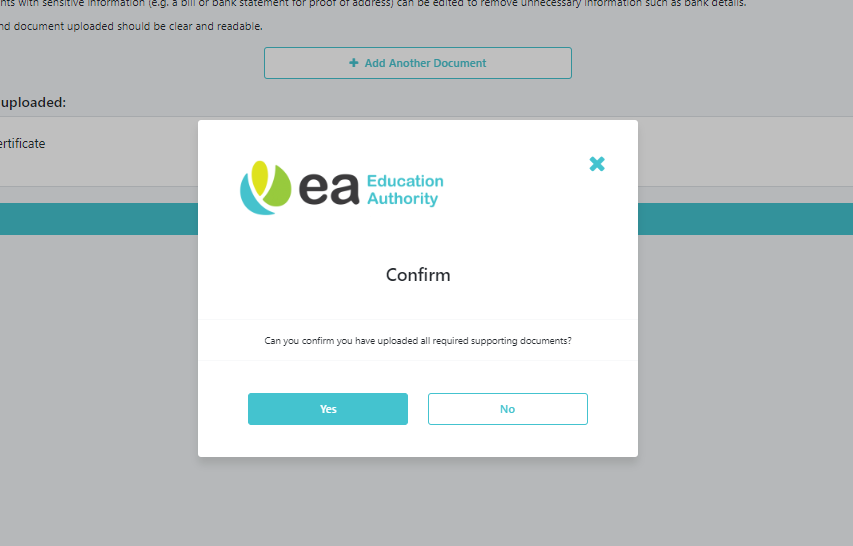 nts with sensitive information (e.g. a bill or bank statement for proof of address) can be edited to remove unnecessary information such as bank details.
nd document uploaded should be clear and readable.
Add Another Document
uploaded:
ertificate
ea Education
Authority
Confirm
Can you confirm you have uploaded all required supporting documents?
Yes
No